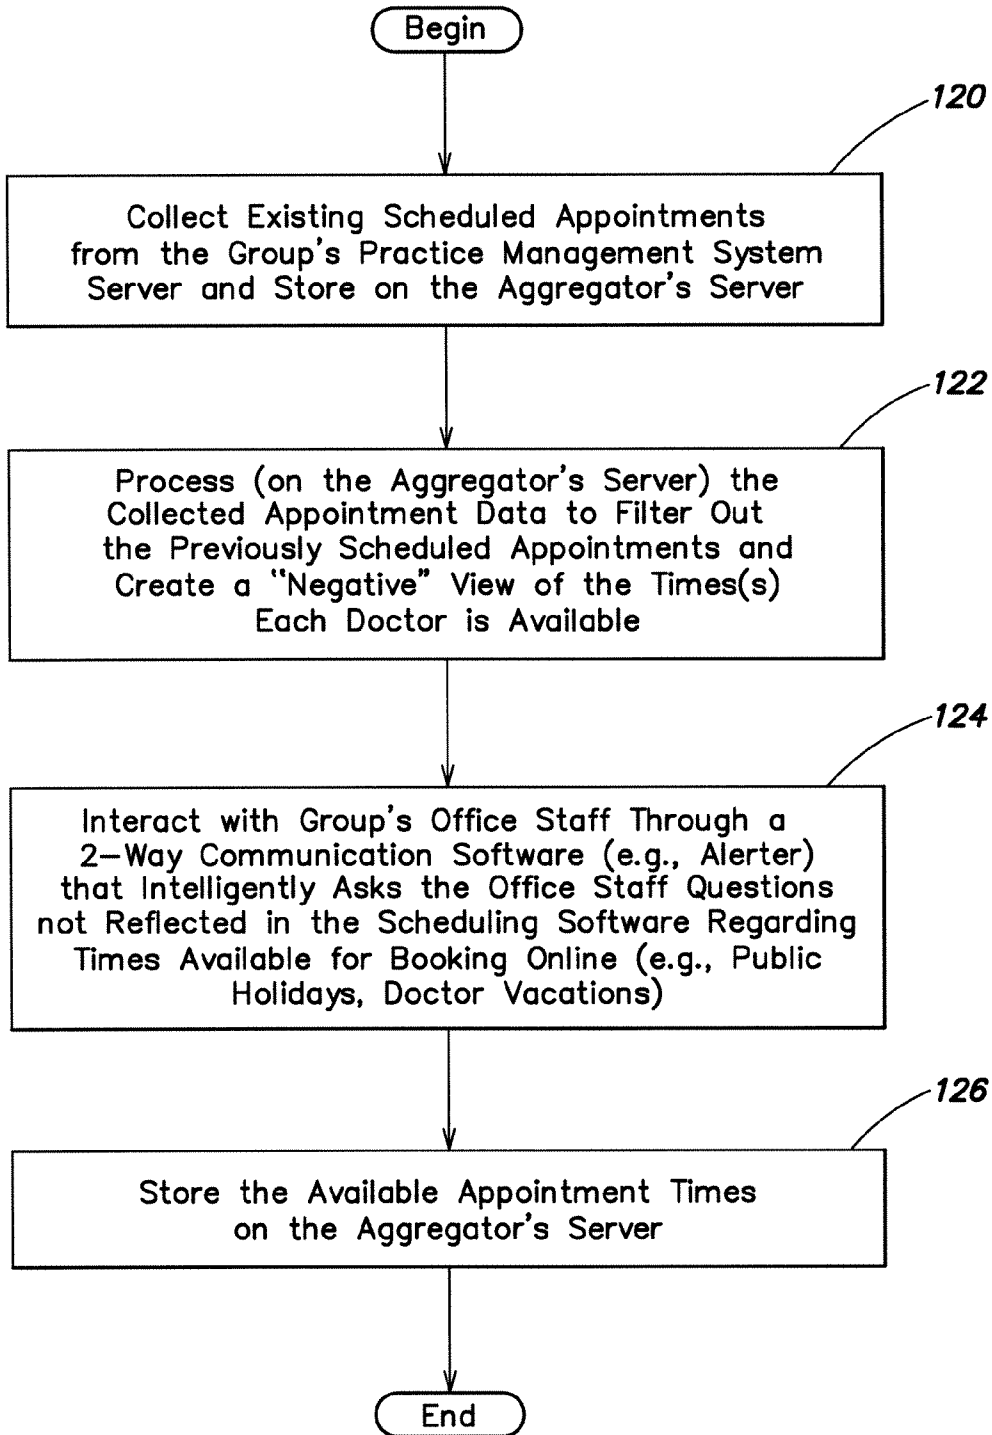 Begin
120
Collect Existing Scheduled Appointments
from the Group's Practice Management System
Server and Store on the Aggregator's Server
122
Process (on the Aggregator's Server) the
Collected Appointment Data to Filter Out
the Previously Scheduled Appointments and
Create a "Negative" View of the Times(s)
Each Doctor is Available
124
Interact with Group's Office Staff Through a
2-Way Communication Software (e.g., Alerter)
that Intelligently Asks the Office Staff Questions
not Reflected in the Scheduling Software Regarding
Times Available for Booking Online (e.g., Public
Holidays, Doctor Vacations)
126
Store the Available Appointment Times
on the Aggregator's Server
End